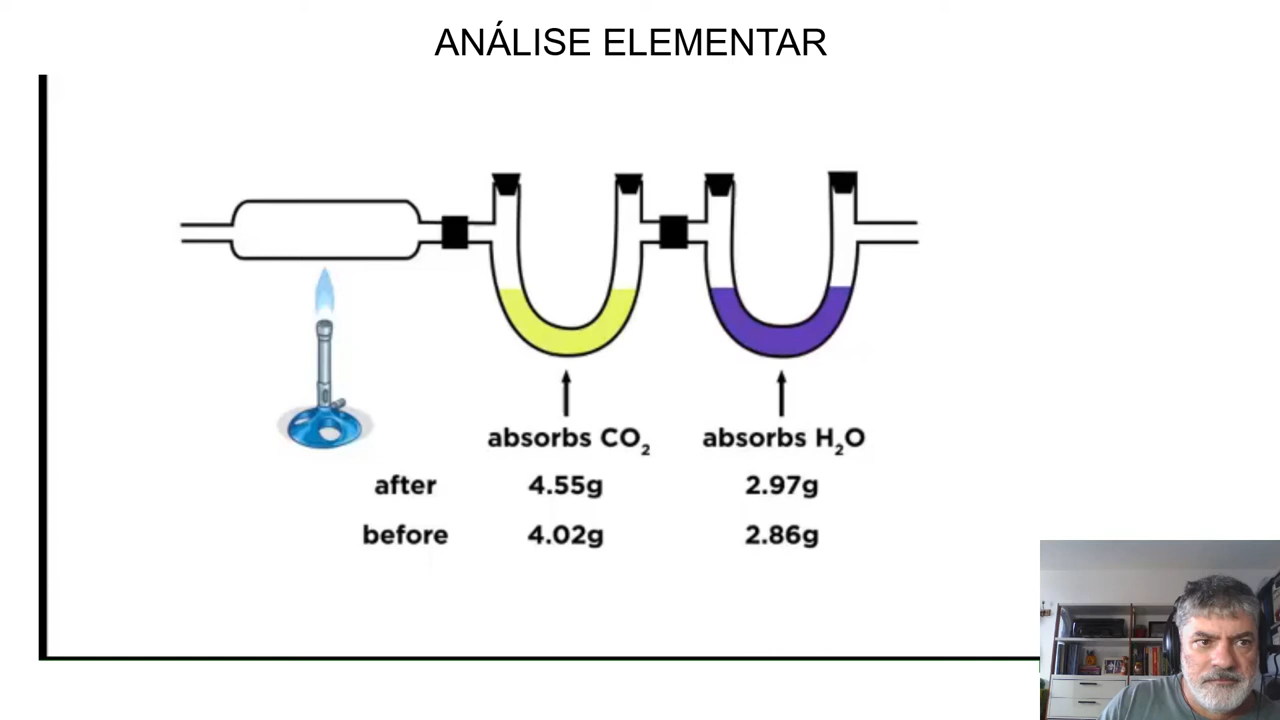 ANÁLISE ELEMENTAR
absorbs CO₂ absorbs H₂O
after 4.55g 2.97g
before 4.02g 2.86g